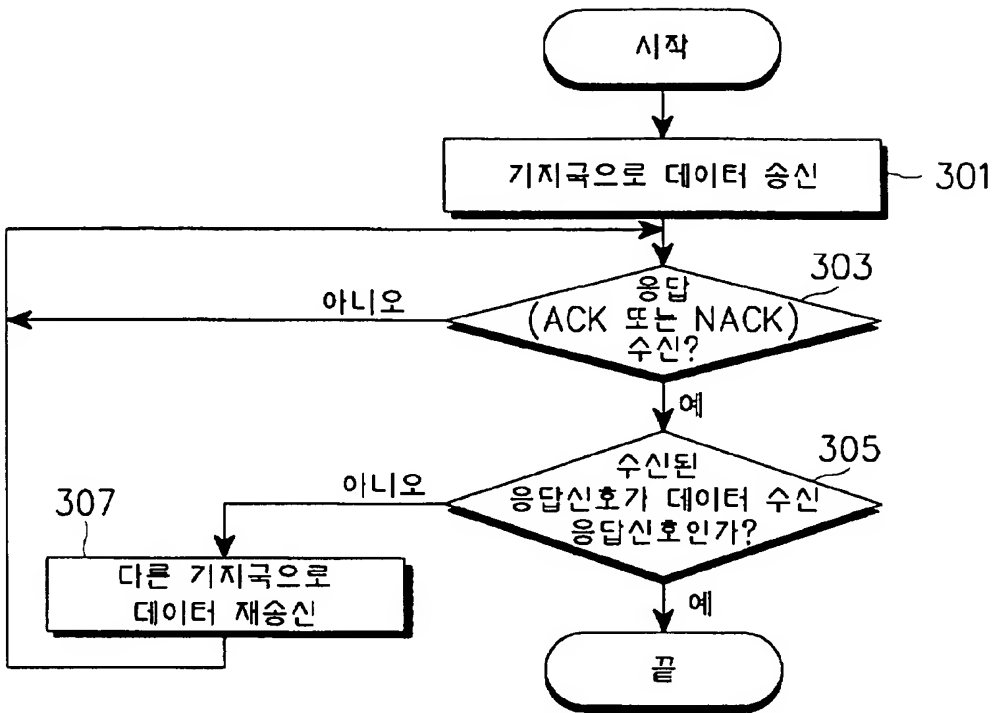 시작
기지국으로 데이터 송신
301
303
응답
(ACK 또는 NACK)
수신?
아니오
예
305
수신된
응답신호가 데이터 수신
응답신호인가?
아니오
307
다른 기지국으로
데이터 재송신
예
끝